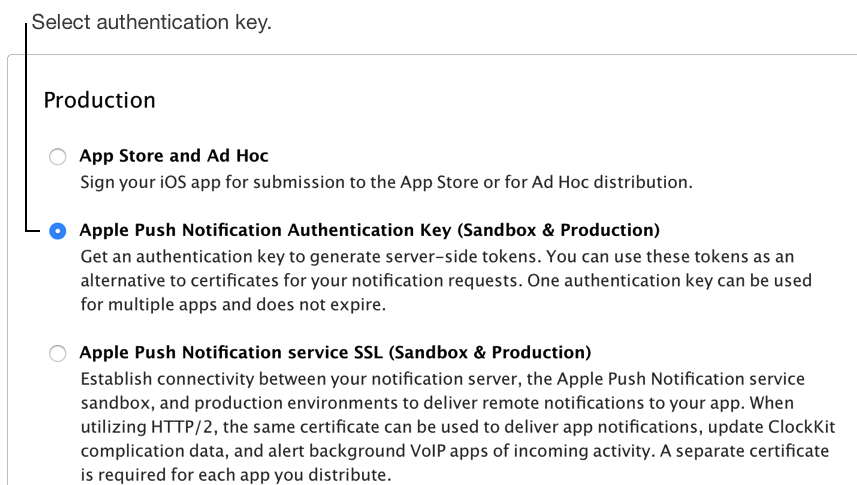 Select authentication key.
Production
App Store and Ad Hoc
Sign your iOS app for submission to the App Store or for Ad Hoc distribution.
Apple Push Notification Authentication Key (Sandbox & Production)
Get an authentication key to generate server-side tokens. You can use these tokens as an
alternative to certificates for your notification requests. One authentication key can be used
for multiple apps and does not expire.
Apple Push Notification service SSL (Sandbox & Production)
Establish connectivity between your notification server, the Apple Push Notification service
sandbox, and production environments to deliver remote notifications to your app. When
utilizing HTTP/2, the same certificate can be used to deliver app notifications, update ClockKit
complication data, and alert background VoIP apps of incoming activity. A separate certificate
is required for each app you distribute.